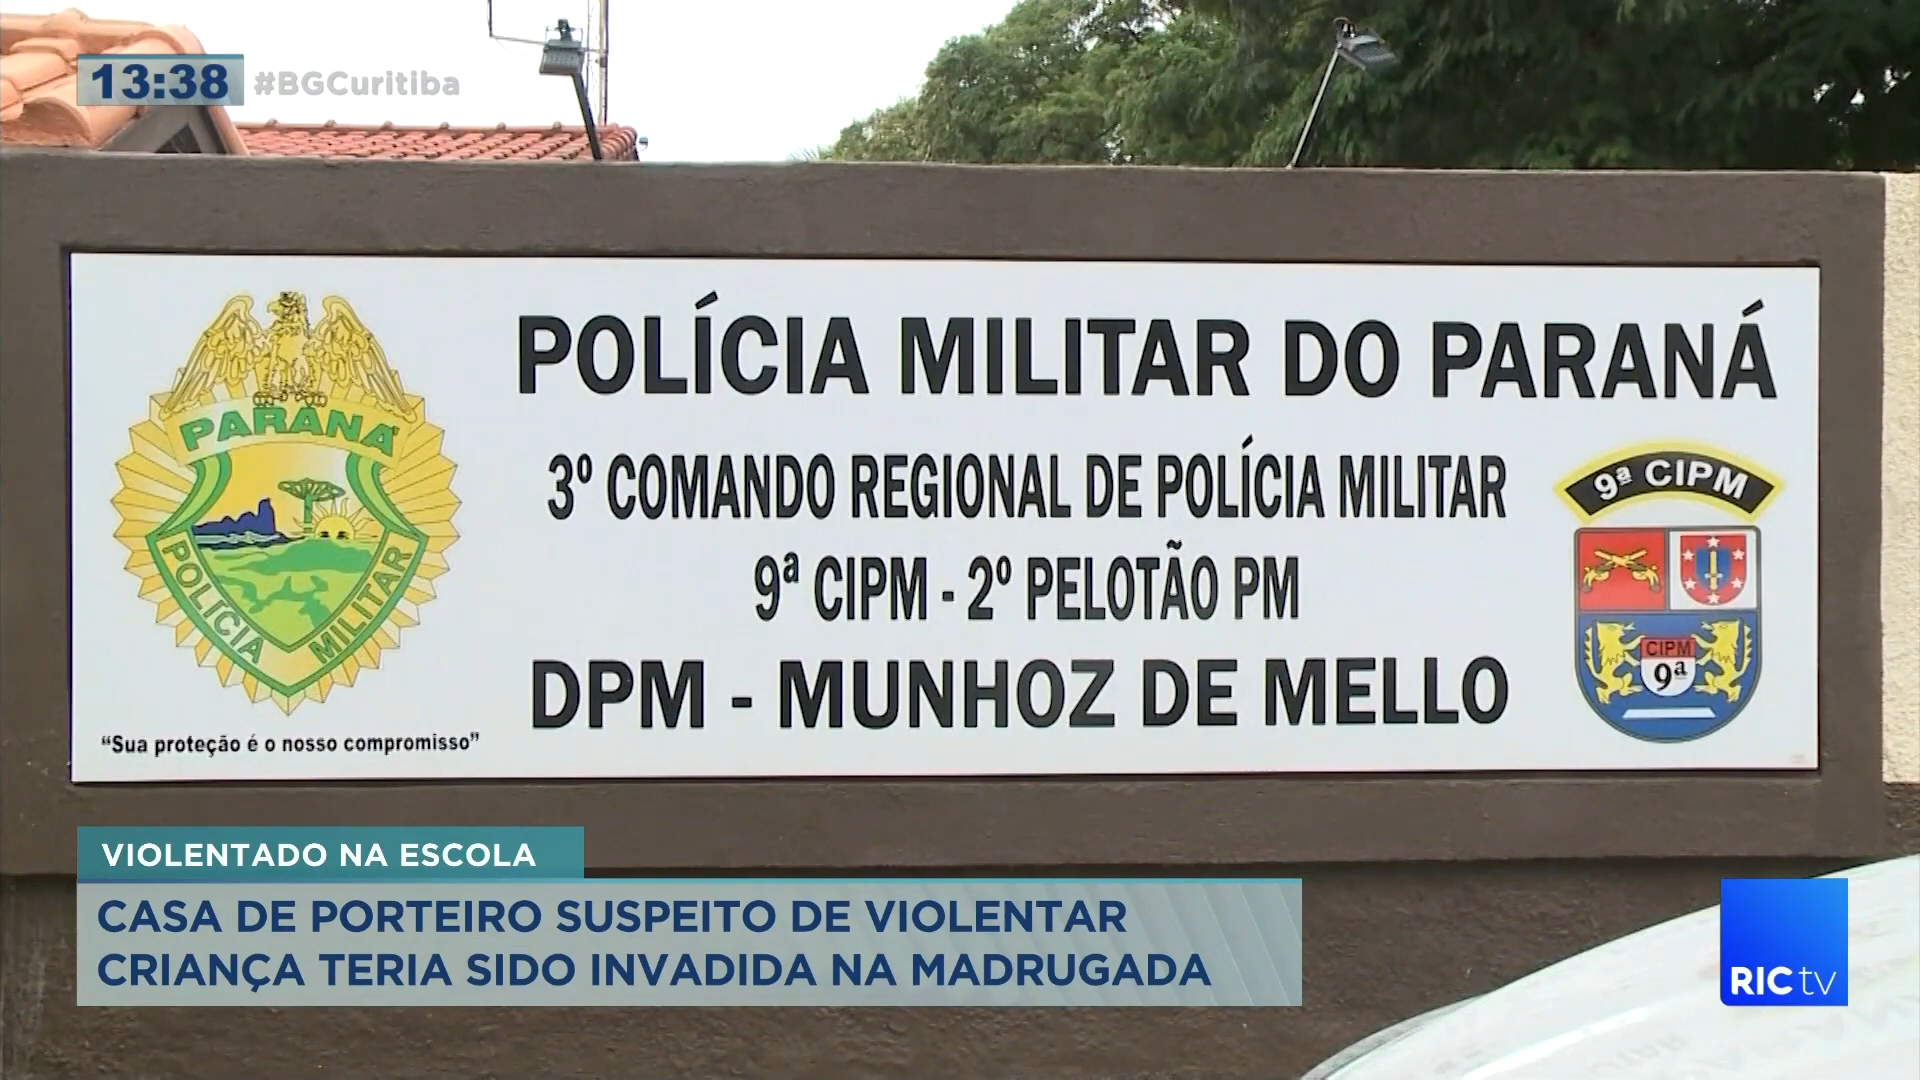 13:38 #BGCuritiba
POLÍCIA MILITAR DO PARANÁ
3º COMANDO REGIONAL DE POLÍCIA MILITAR
9ª CIPM - 2º PELOTÃO PM
DPM - MUNHOZ DE MELLO
PARANÁ
POLÍCIA MILITAR
"Sua proteção é o nosso compromisso"
9ª CIPM
CIPM
9ª
VIOLENTADO NA ESCOLA
CASA DE PORTEIRO SUSPEITO DE VIOLENTAR
CRIANÇA TERIA SIDO INVADIDA NA MADRUGADA
RIC tv